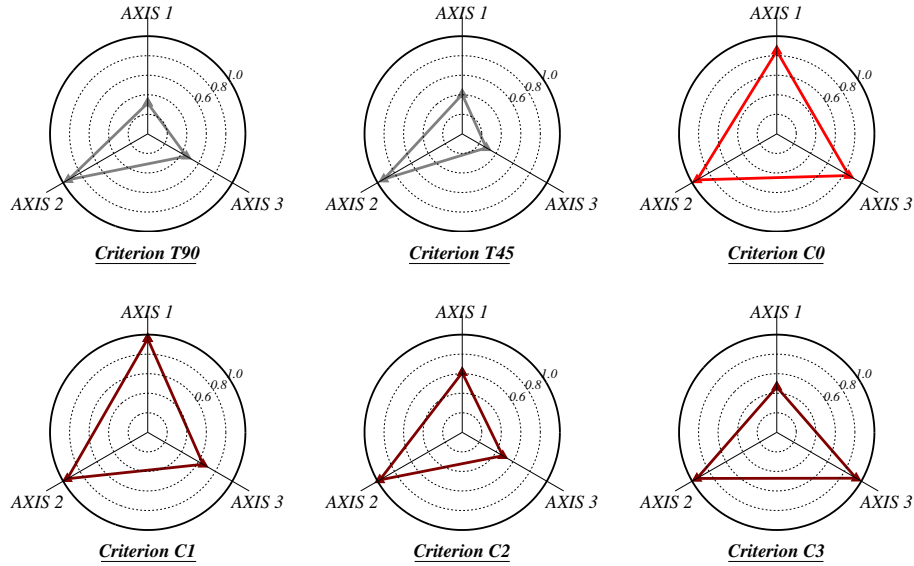 AXIS 1 AXIS 1 AXIS 1
1.0 1.0 1.0
0.8 0.8 0.8
0.6 0.6 0.6
AXIS 2 AXIS 3 AXIS 2 AXIS 3 AXIS 2 AXIS 3
Criterion T90 Criterion T45 Criterion C0
AXIS 1 AXIS 1 AXIS 1
1.0 1.0 1.0
0.8 0.8 0.8
0.6 0.6 0.6
AXIS 2 AXIS 3 AXIS 2 AXIS 3 AXIS 2 AXIS 3
Criterion C1 Criterion C2 Criterion C3